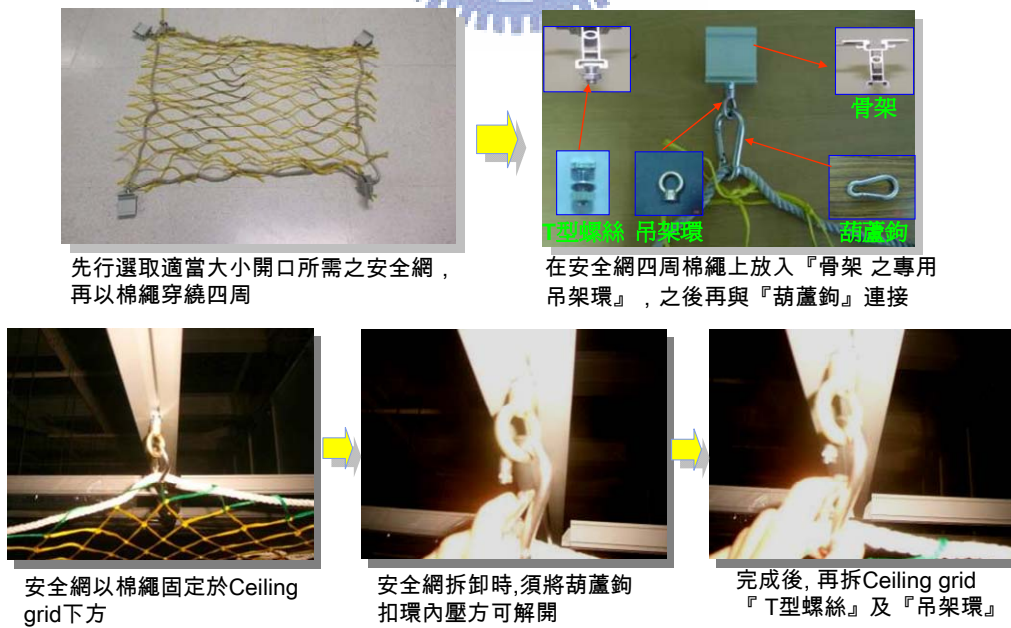 骨架
T型螺絲 吊架環 葫蘆鉤
先行選取適當大小開口所需之安全網，
再以棉繩穿繞四周
在安全網四周棉繩上放入『骨架 之專用
吊架環』，之後再與『葫蘆鉤』連接
安全網以棉繩固定於Ceiling
grid下方
安全網拆卸時,須將葫蘆鉤
扣環內壓方可解開
完成後, 再拆Ceiling grid
『 T型螺絲』及『吊架環』